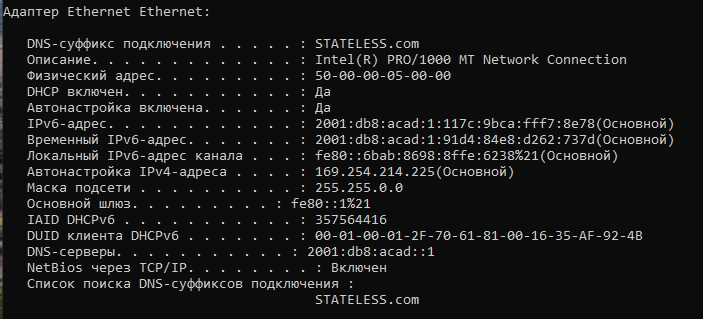 Адаптер Ethernet Ethernet:
DNS-суффикс подключения . . . . . : STATELESS.com
Описание. . . . . . . . . . . . . : Intel(R) PRO/1000 MT Network Connection
Физический адрес. . . . . . . . . : 50-00-00-05-00-00
DHCP включен. . . . . . . . . . . : Да
Автонастройка включена. . . . . . : Да
IPv6-адрес. . . . . . . . . . . . : 2001:db8:acad:1:117c:9bca:fff7:8e78(Основной)
Временный IPv6-адрес. . . . . . . : 2001:db8:acad:1:91d4:84e8:d262:737d(Основной)
Локальный IPv6-адрес канала . . . : fe80::6bab:8698:8ffe:6238%21(Основной)
Автонастройка IPv4-адреса . . . . : 169.254.214.225(Основной)
Маска подсети . . . . . . . . . . : 255.255.0.0
Основной шлюз. . . . . . . . . : fe80::1%21
IAID DHCPv6 . . . . . . . . . . . : 357564416
DUID клиента DHCPv6 . . . . . . . : 00-01-00-01-2F-70-61-81-00-16-35-AF-92-4B
DNS-серверы. . . . . . . . . . . : 2001:db8:acad::1
NetBios через TCP/IP. . . . . . . . : Включен
Список поиска DNS-суффиксов подключения :
STATELESS.com